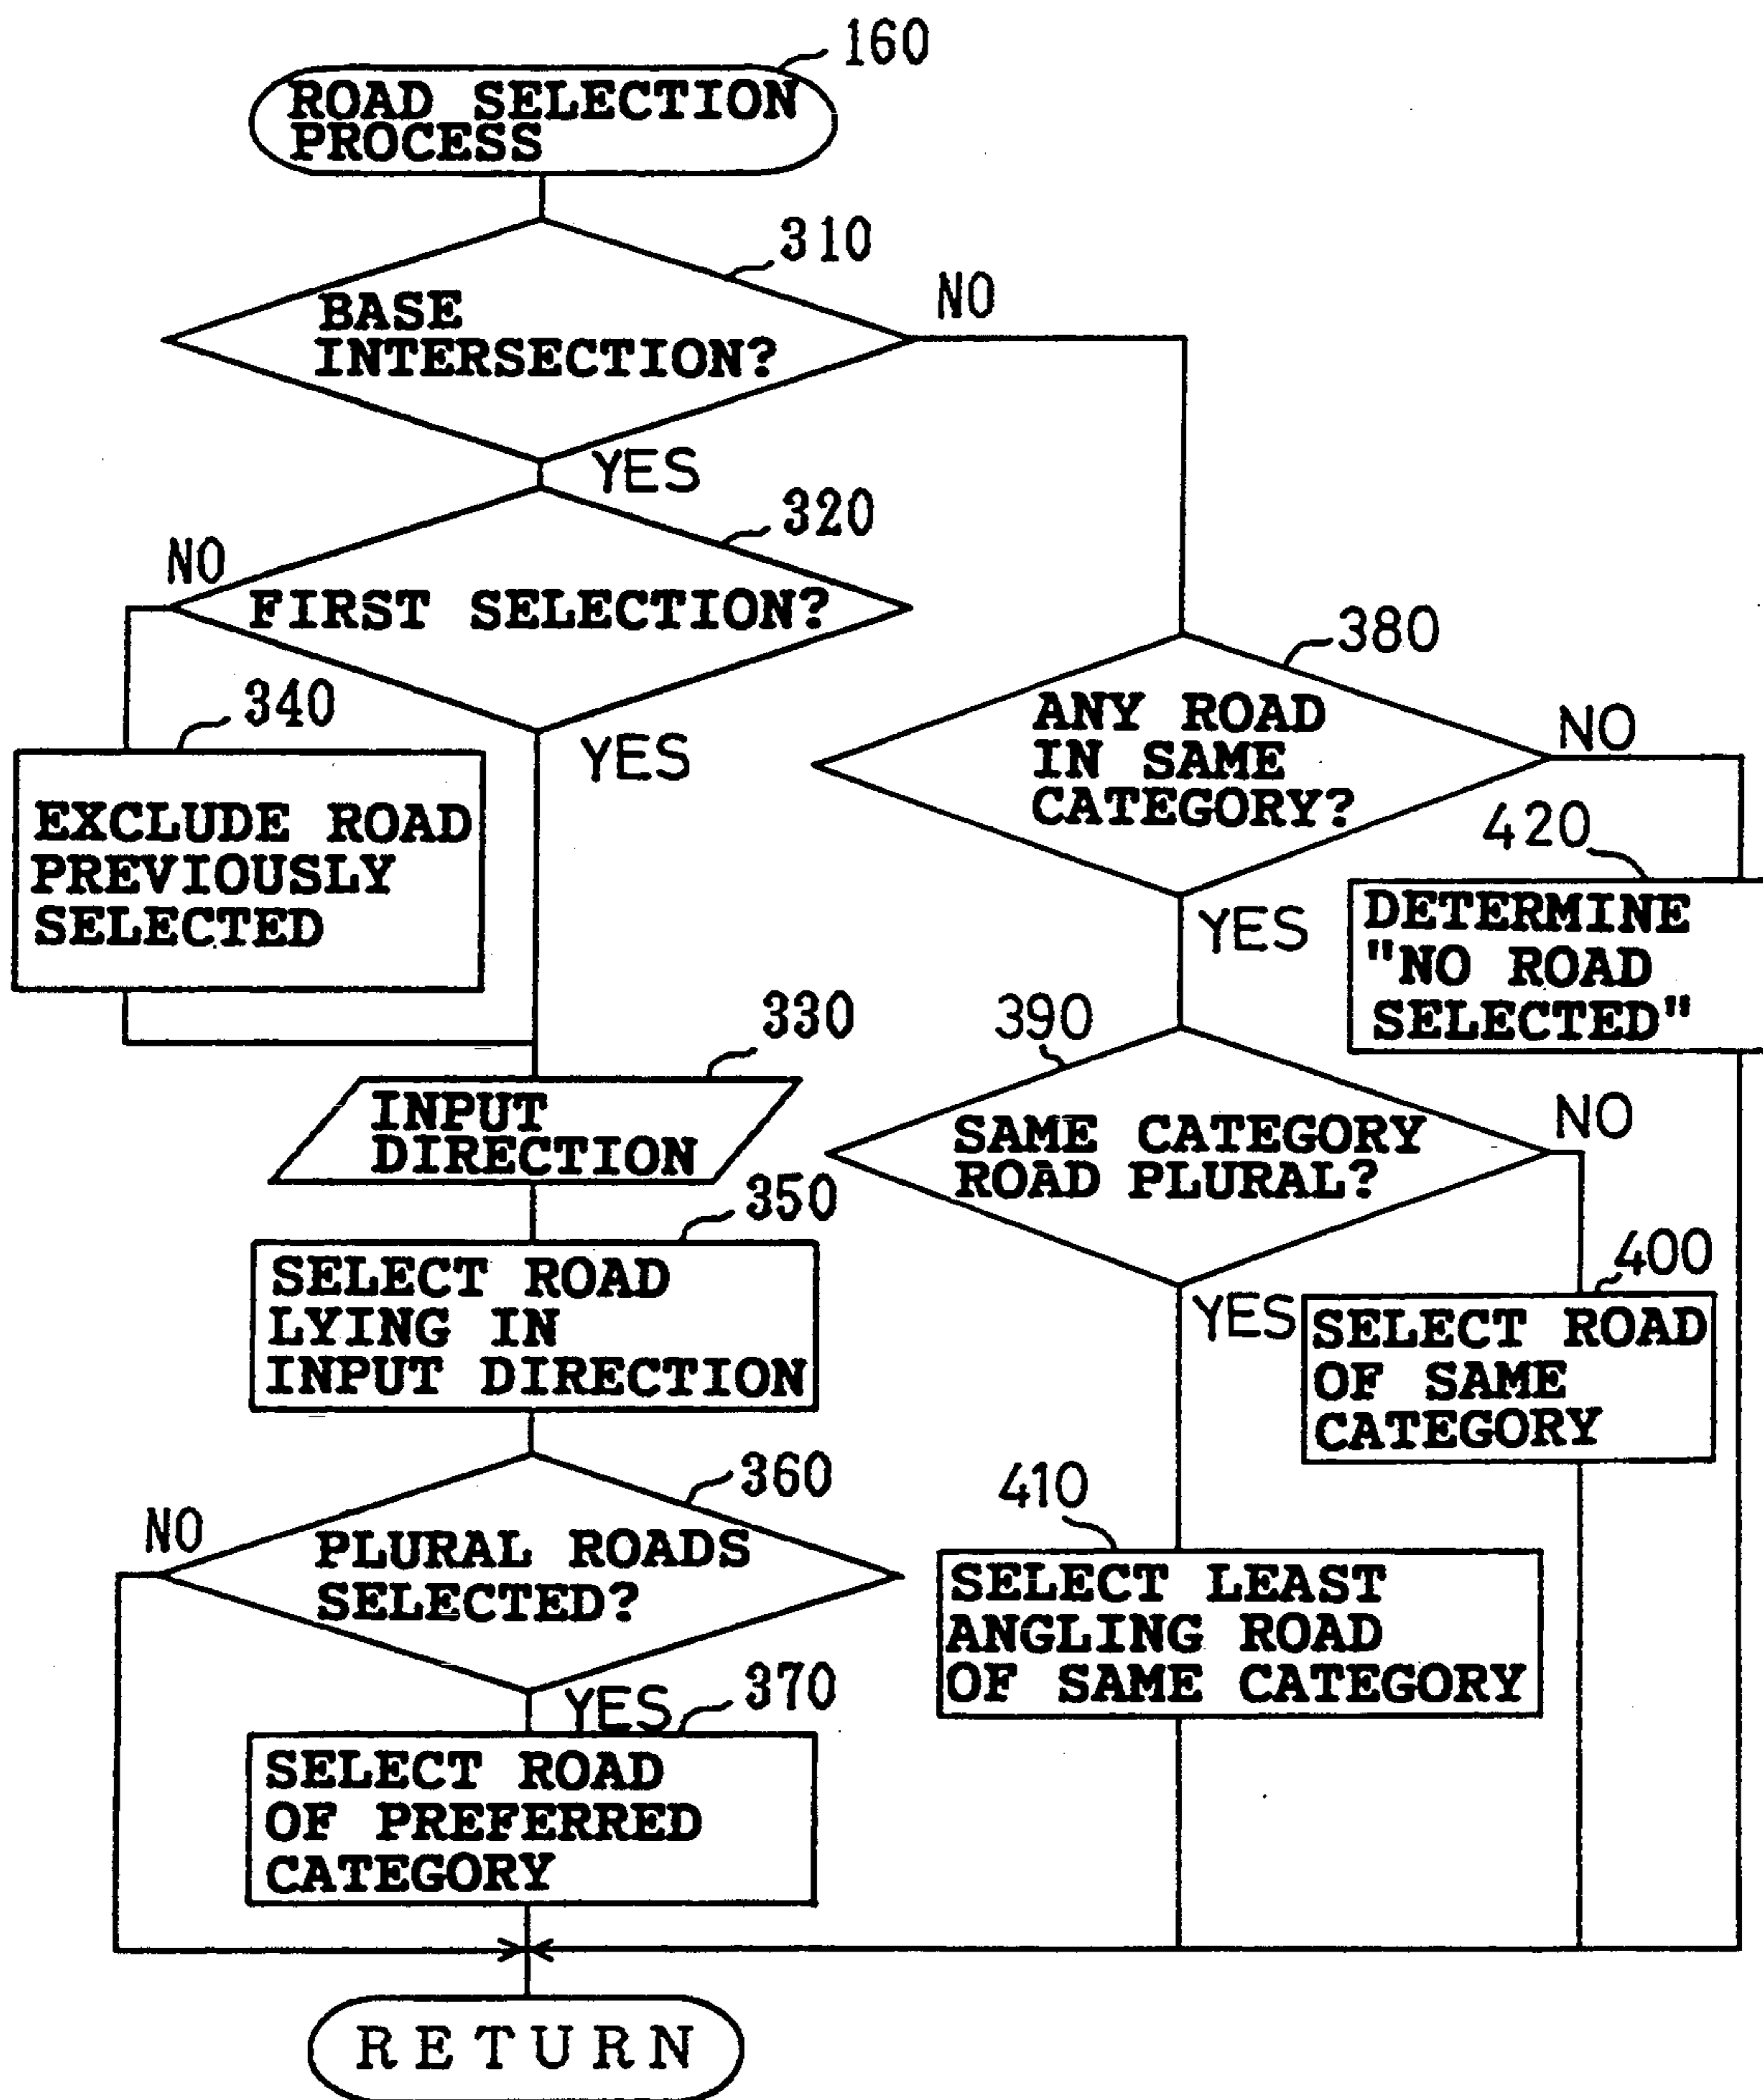 160
ROAD SELECTION
PROCESS
310
BASE
INTERSECTION?
NO
YES
320
NO
FIRST SELECTION?
YES
340
EXCLUDE ROAD
PREVIOUSLY
SELECTED
330
INPUT
DIRECTION
350
SELECT ROAD
LYING IN
INPUT DIRECTION
360
NO
PLURAL ROADS
SELECTED?
YES
370
SELECT ROAD
OF PREFERRED
CATEGORY
380
ANY ROAD
IN SAME
CATEGORY?
NO
YES
420
DETERMINE
"NO ROAD
SELECTED"
390
SAME CATEGORY
ROAD PLURAL?
NO
YES
400
SELECT ROAD
OF SAME
CATEGORY
410
SELECT LEAST
ANGLING ROAD
OF SAME CATEGORY
RETURN